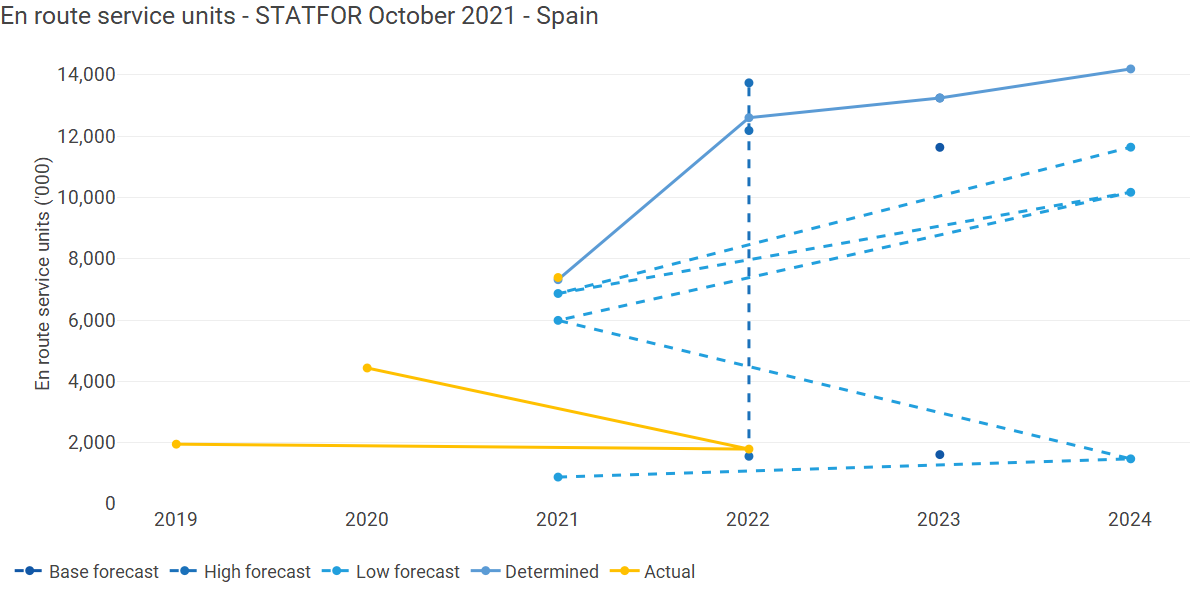 En route service units - STATFOR October 2021 - Spain
En route service units ('000)
14,000
12,000
10,000
8,000
6,000
4,000
2,000
0
2019 2020 2021 2022 2023 2024
Base forecast High forecast Low forecast Determined Actual